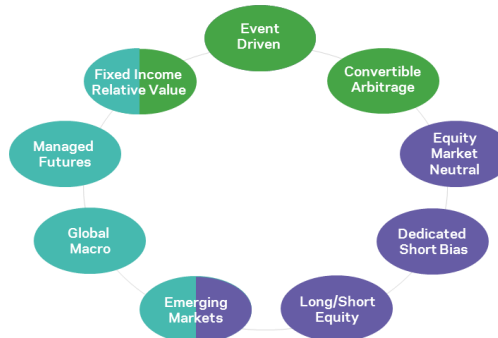 Event
Driven
Fixed Income
Relative Value
Convertible
Arbitrage
Managed
Futures
Equity
Market
Neutral
Global
Macro
Dedicated
Short Bias
Emerging
Markets
Long/Short
Equity